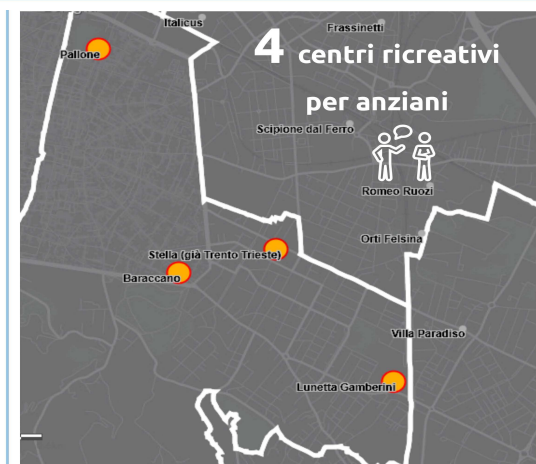 Italicus
Frassinetti
Pallone
4 centri ricreativi
per anziani
Scipione dal Ferro
Romeo Ruozi
Orti Felsina
Stella (già Trento Trieste)
Baraccano
Villa Paradiso
Lunetta Gamberini